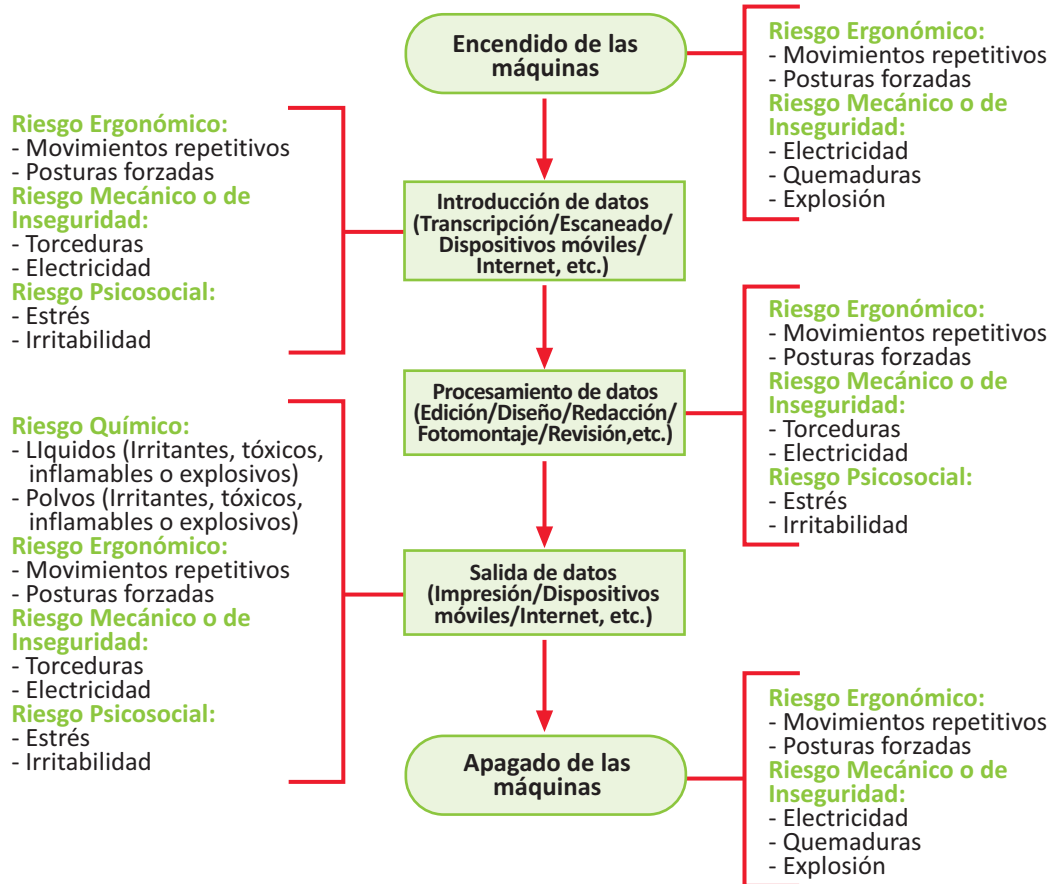 Encendido de las
máquinas
Riesgo Ergonómico:
- Movimientos repetitivos
- Posturas forzadas
Riesgo Mecánico o de
Inseguridad:
- Electricidad
- Quemaduras
- Explosión
Riesgo Ergonómico:
- Movimientos repetitivos
- Posturas forzadas
Riesgo Mecánico o de
Inseguridad:
- Torceduras
- Electricidad
Riesgo Psicosocial:
- Estrés
- Irritabilidad
Introducción de datos
(Transcripción/Escaneado/
Dispositivos móviles/
Internet, etc.)
Procesamiento de datos
(Edición/Diseño/Redacción/
Fotomontaje/Revisión,etc.)
Riesgo Ergonómico:
- Movimientos repetitivos
- Posturas forzadas
Riesgo Mecánico o de
Inseguridad:
- Torceduras
- Electricidad
Riesgo Psicosocial:
- Estrés
- Irritabilidad
Riesgo Químico:
- LIquidos (Irritantes, tóxicos,
inflamables o explosivos)
- Polvos (Irritantes, tóxicos,
inflamables o explosivos)
Riesgo Ergonómico:
- Movimientos repetitivos
- Posturas forzadas
Riesgo Mecánico o de
Inseguridad:
- Torceduras
- Electricidad
Riesgo Psicosocial:
- Estrés
- Irritabilidad
Salida de datos
(Impresión/Dispositivos
móviles/Internet, etc.)
Apagado de las
máquinas
Riesgo Ergonómico:
- Movimientos repetitivos
- Posturas forzadas
Riesgo Mecánico o de
Inseguridad:
- Electricidad
- Quemaduras
- Explosión